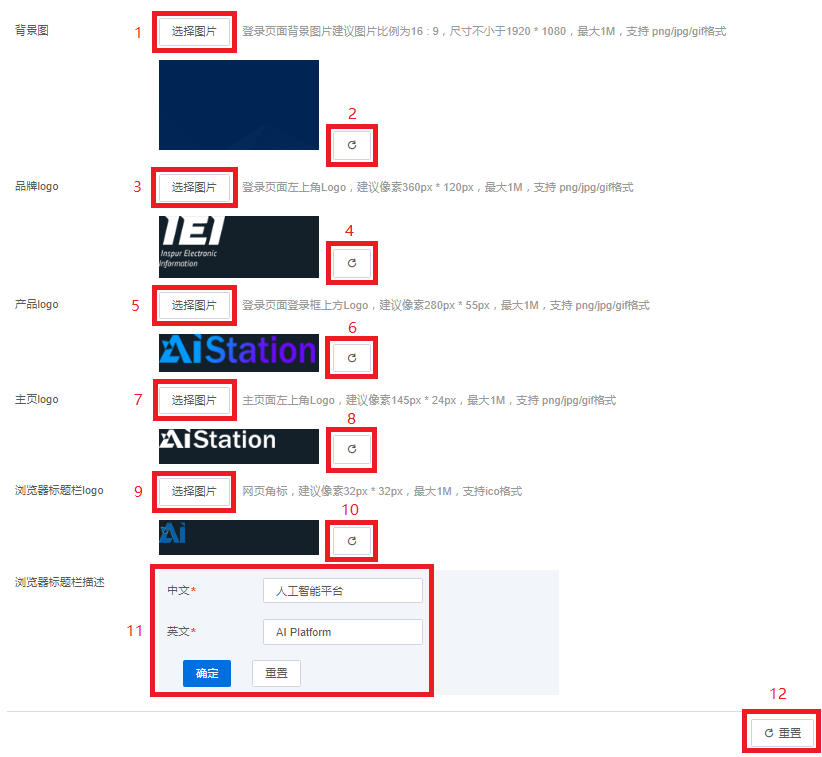 背景图 1 选择图片 登录页面背景图片建议图片比例为16 : 9，尺寸不小于1920 * 1080，最大1M，支持 png/jpg/gif格式
2
品牌logo 3 选择图片 登录页面左上角Logo，建议像素360px * 120px，最大1M，支持 png/jpg/gif格式
IEI
Inspur Electronic
Information
4
产品logo 5 选择图片 登录页面登录框上方Logo，建议像素280px * 55px，最大1M，支持 png/jpg/gif格式
6
AiStation
主页logo 7 选择图片 主页面左上角Logo，建议像素145px * 24px，最大1M，支持 png/jpg/gif格式
8
AiStation
浏览器标题栏logo 9 选择图片 网页角标，建议像素32px * 32px，最大1M，支持ico格式
10
Ai
浏览器标题栏描述
中文* 人工智能平台
11
英文* AI Platform
确定 重置
12
重置